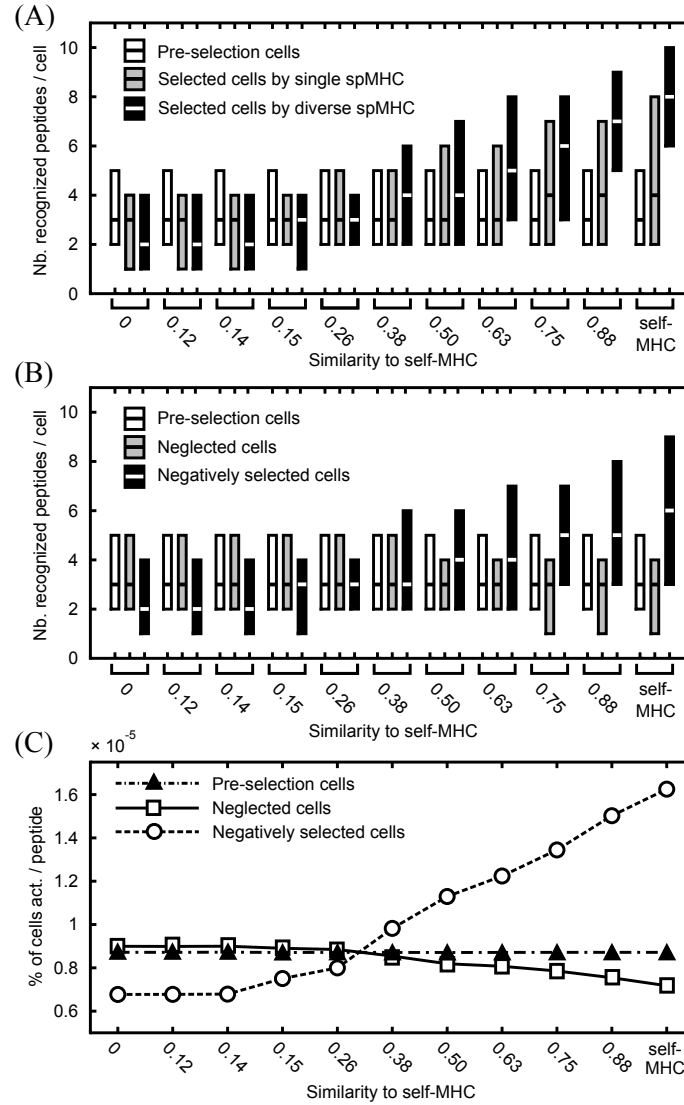 (A)
10
8
6
4
2
0
Nb. recognized peptides / cell
Pre-selection cells
Selected cells by single spMHC
Selected cells by diverse spMHC
0 0.12 0.14 0.15 0.26 0.38 0.50 0.63 0.75 0.88 self-MHC
Similarity to self-MHC
(B)
10
8
6
4
2
0
Nb. recognized peptides / cell
Pre-selection cells
Neglected cells
Negatively selected cells
0 0.12 0.14 0.15 0.26 0.38 0.50 0.63 0.75 0.88 self-MHC
Similarity to self-MHC
(C)
× 10⁻⁵
1.6
1.4
1.2
1
0.8
0.6
% of cells act. / peptide
Pre-selection cells
Neglected cells
Negatively selected cells
0 0.12 0.14 0.15 0.26 0.38 0.50 0.63 0.75 0.88 self-MHC
Similarity to self-MHC